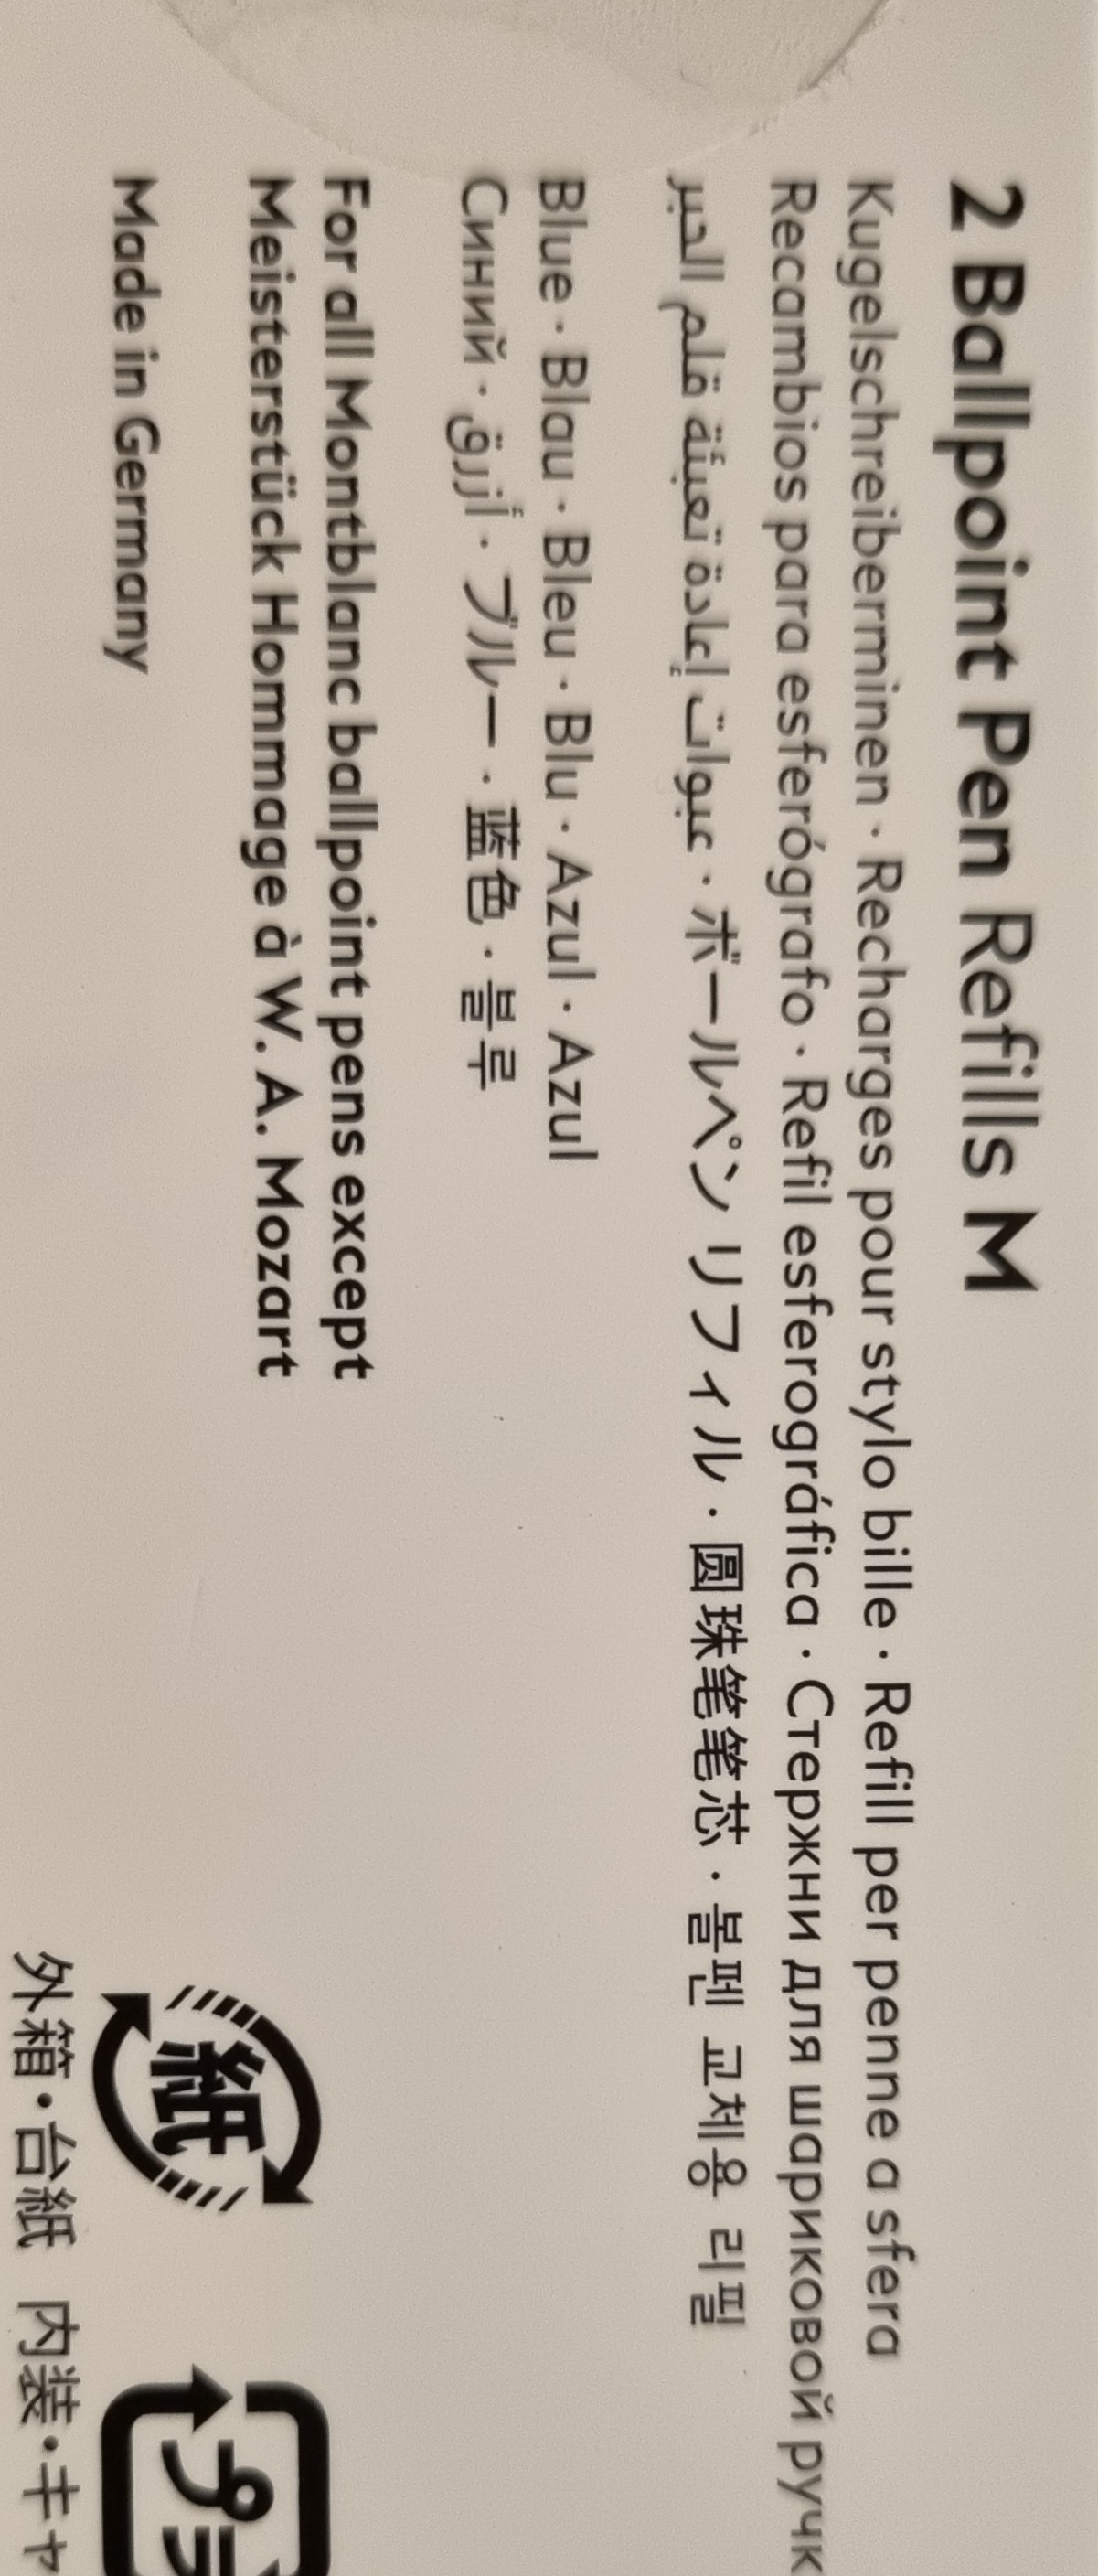 2 Ballpoint Pen Refills M
Kugelschreiberminen · Recharges pour stylo bille · Refill per penne a sfera
Recambios para esferógrafo · Refil esferográfica · Стержни для шариковой ручк
عبوات إعادة تعبئة قلم الحبر · ボールペン リフィル · 圆珠笔笔芯 · 볼펜 교체용 리필
Blue · Blau · Bleu · Blu · Azul · Azul
Синий · أزرق · ブルー · 蓝色 · 블루
For all Montblanc ballpoint pens except
Meisterstück Hommage à W. A. Mozart
Made in Germany
紙
プラ
外箱・台紙 内装・キャ